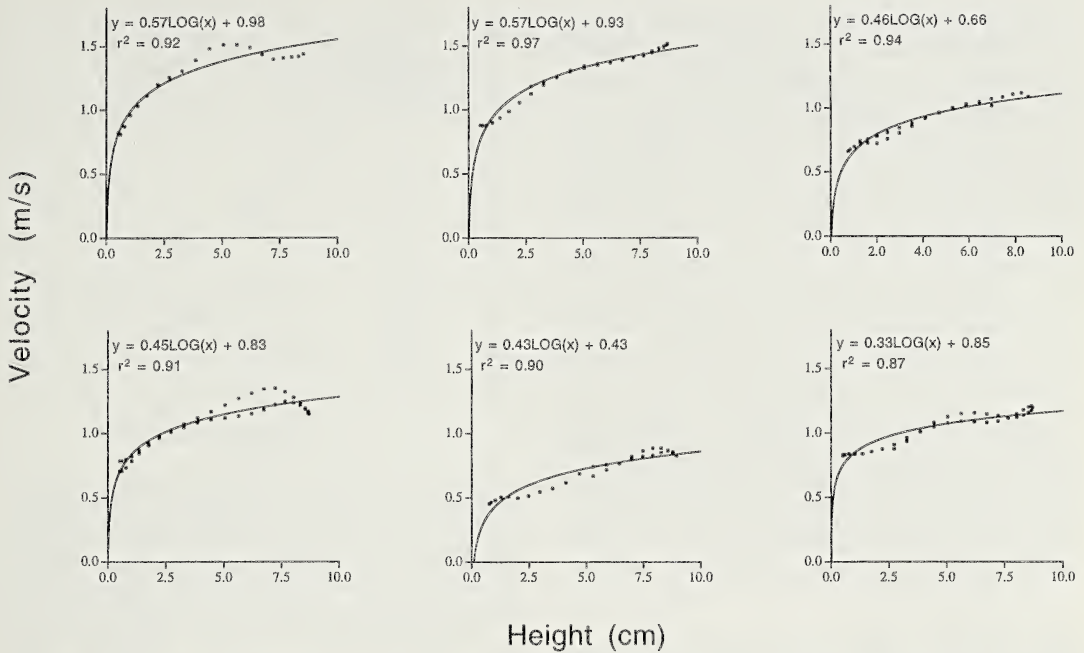 Velocity (m/s)
y = 0.57LOG(x) + 0.98
r² = 0.92
1.5
1.0
0.5
0.0
0.0 2.5 5.0 7.5 10.0
y = 0.57LOG(x) + 0.93
r² = 0.97
1.5
1.0
0.5
0.0
0.0 2.5 5.0 7.5 10.0
y = 0.46LOG(x) + 0.66
r² = 0.94
1.5
1.0
0.5
0.0
0.0 2.0 4.0 6.0 8.0 10.0
y = 0.45LOG(x) + 0.83
r² = 0.91
1.5
1.0
0.5
0.0
0.0 2.5 5.0 7.5 10.0
y = 0.43LOG(x) + 0.43
r² = 0.90
1.5
1.0
0.5
0.0
0.0 2.5 5.0 7.5 10.0
y = 0.33LOG(x) + 0.85
r² = 0.87
1.5
1.0
0.5
0.0
0.0 2.5 5.0 7.5 10.0
Height (cm)